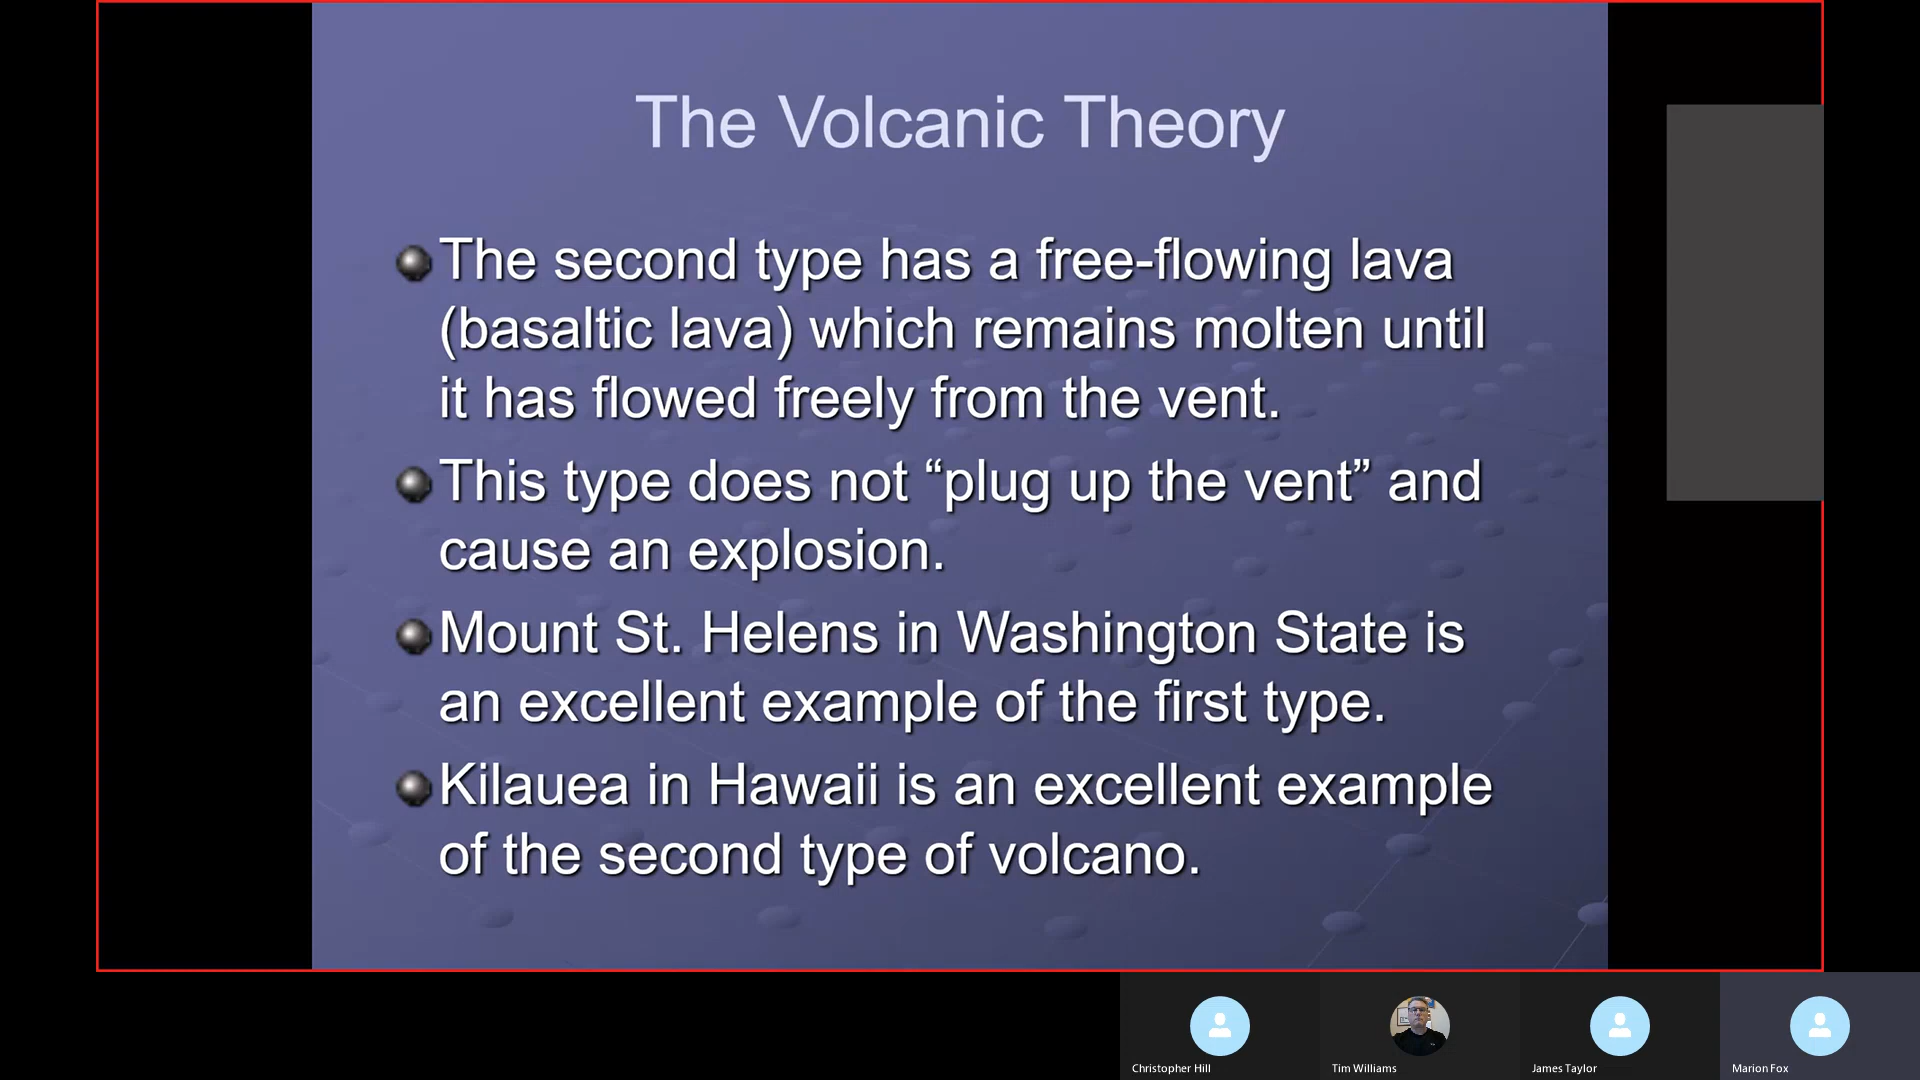 The Volcanic Theory
The second type has a free-flowing lava
(basaltic lava) which remains molten until
it has flowed freely from the vent.
This type does not “plug up the vent” and
cause an explosion.
Mount St. Helens in Washington State is
an excellent example of the first type.
Kilauea in Hawaii is an excellent example
of the second type of volcano.
Christopher Hill
Tim Williams
James Taylor
Marion Fox